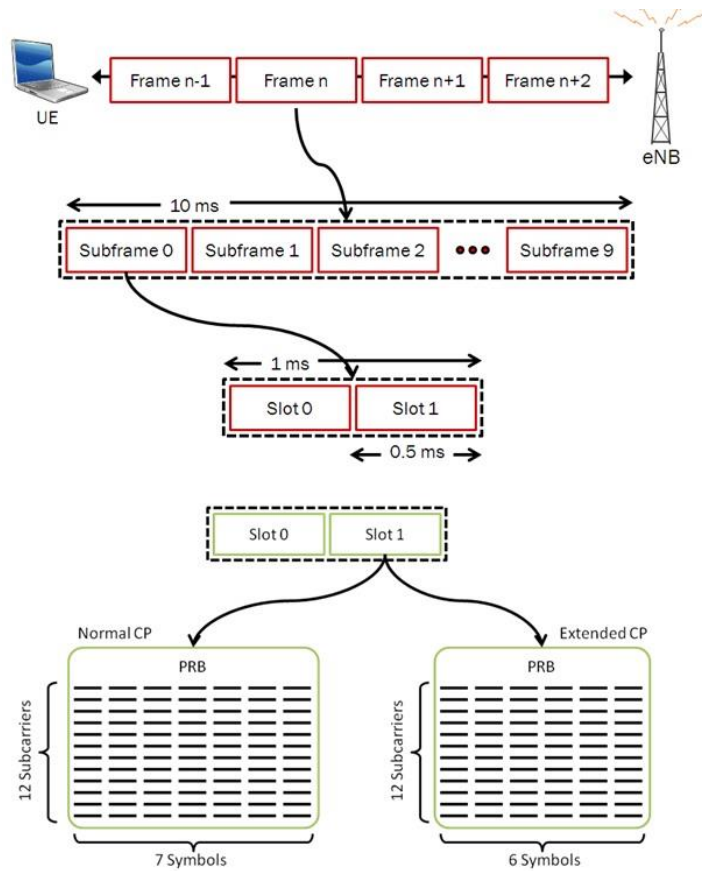 Frame n-1 Frame n Frame n+1 Frame n+2
UE
eNB
10 ms
Subframe 0 Subframe 1 Subframe 2 ••• Subframe 9
1 ms
Slot 0 Slot 1
0.5 ms
Slot 0 Slot 1
Normal CP
Extended CP
PRB
PRB
12 Subcarriers
12 Subcarriers
7 Symbols
6 Symbols